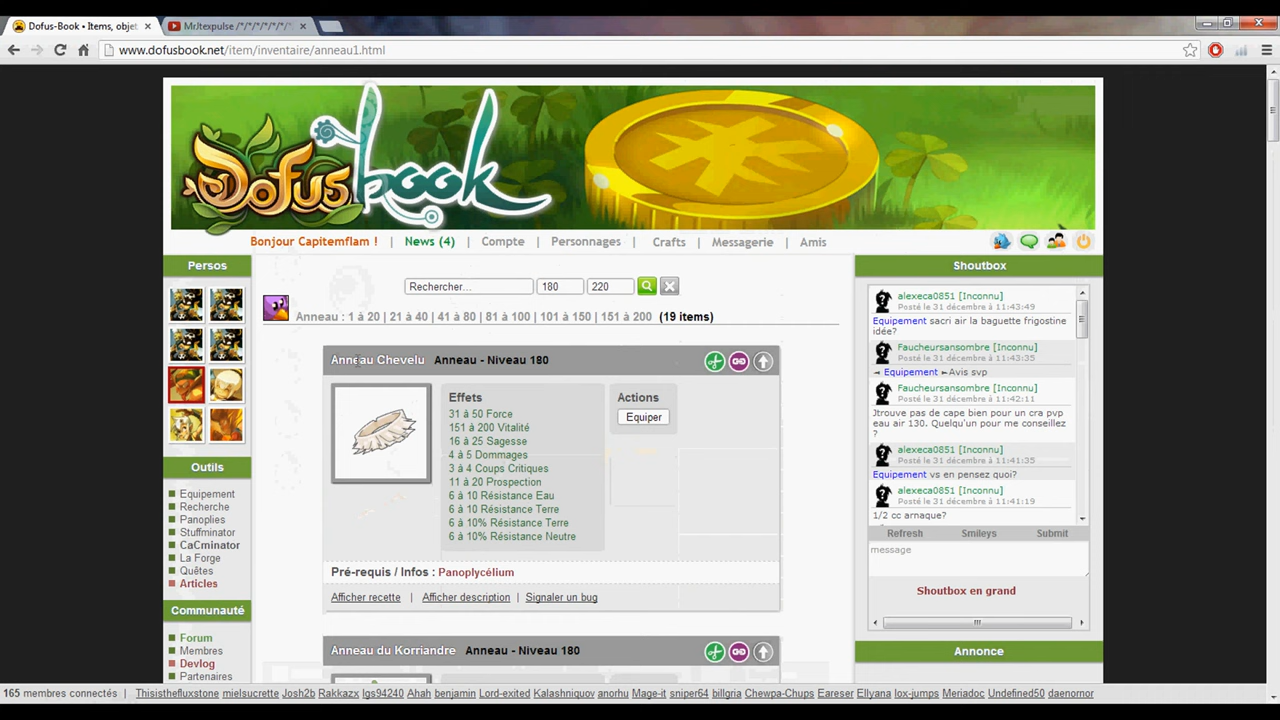 Dofus-Book • Items, objet
MrJtexpulse /*/*/*/*/*/*/
www.dofusbook.net/item/inventaire/anneau1.html
Dofus book
Bonjour Capitemflam ! | News (4) | Compte | Personnages | Crafts | Messagerie | Amis
Persos
Rechercher... 180 220
Anneau : 1 à 20 | 21 à 40 | 41 à 80 | 81 à 100 | 101 à 150 | 151 à 200 (19 items)
Anneau Chevelu Anneau - Niveau 180
Effets
31 à 50 Force
151 à 200 Vitalité
16 à 25 Sagesse
4 à 5 Dommages
3 à 4 Coups Critiques
11 à 20 Prospection
6 à 10 Résistance Eau
6 à 10 Résistance Terre
6 à 10% Résistance Terre
6 à 10% Résistance Neutre
Actions
Equiper
Pré-requis / Infos : Panoplycélium
Afficher recette | Afficher description | Signaler un bug
Anneau du Korriandre Anneau - Niveau 180
Outils
Equipement
Recherche
Panoplies
Stuffminator
CaCminator
La Forge
Quêtes
Articles
Communauté
Forum
Membres
Devlog
Partenaires
Shoutbox
alexeca0851 [Inconnu]
Posté le 31 décembre à 11:43:49
Equipement sacri air la baguette frigostine
idée?
Faucheursansombre [Inconnu]
Posté le 31 décembre à 11:43:35
◄ Equipement ►Avis svp
Faucheursansombre [Inconnu]
Posté le 31 décembre à 11:42:11
Jtrouve pas de cape bien pour un cra pvp
eau air 130. Quelqu'un pour me conseillez
?
alexeca0851 [Inconnu]
Posté le 31 décembre à 11:41:35
Equipement vs en pensez quoi?
alexeca0851 [Inconnu]
Posté le 31 décembre à 11:41:19
1/2 cc arnaque?
Refresh Smileys Submit
message
Shoutbox en grand
Annonce
165 membres connectés | Thisisthefluxstone mielsucrette Josh2b Rakkazx lgs94240 Ahah benjamin Lord-exited Kalashniquov anorhu Mage-it sniper64 billgria Chewpa-Chups Eareser Ellyana lox-jumps Meriadoc Undefined50 daenornor